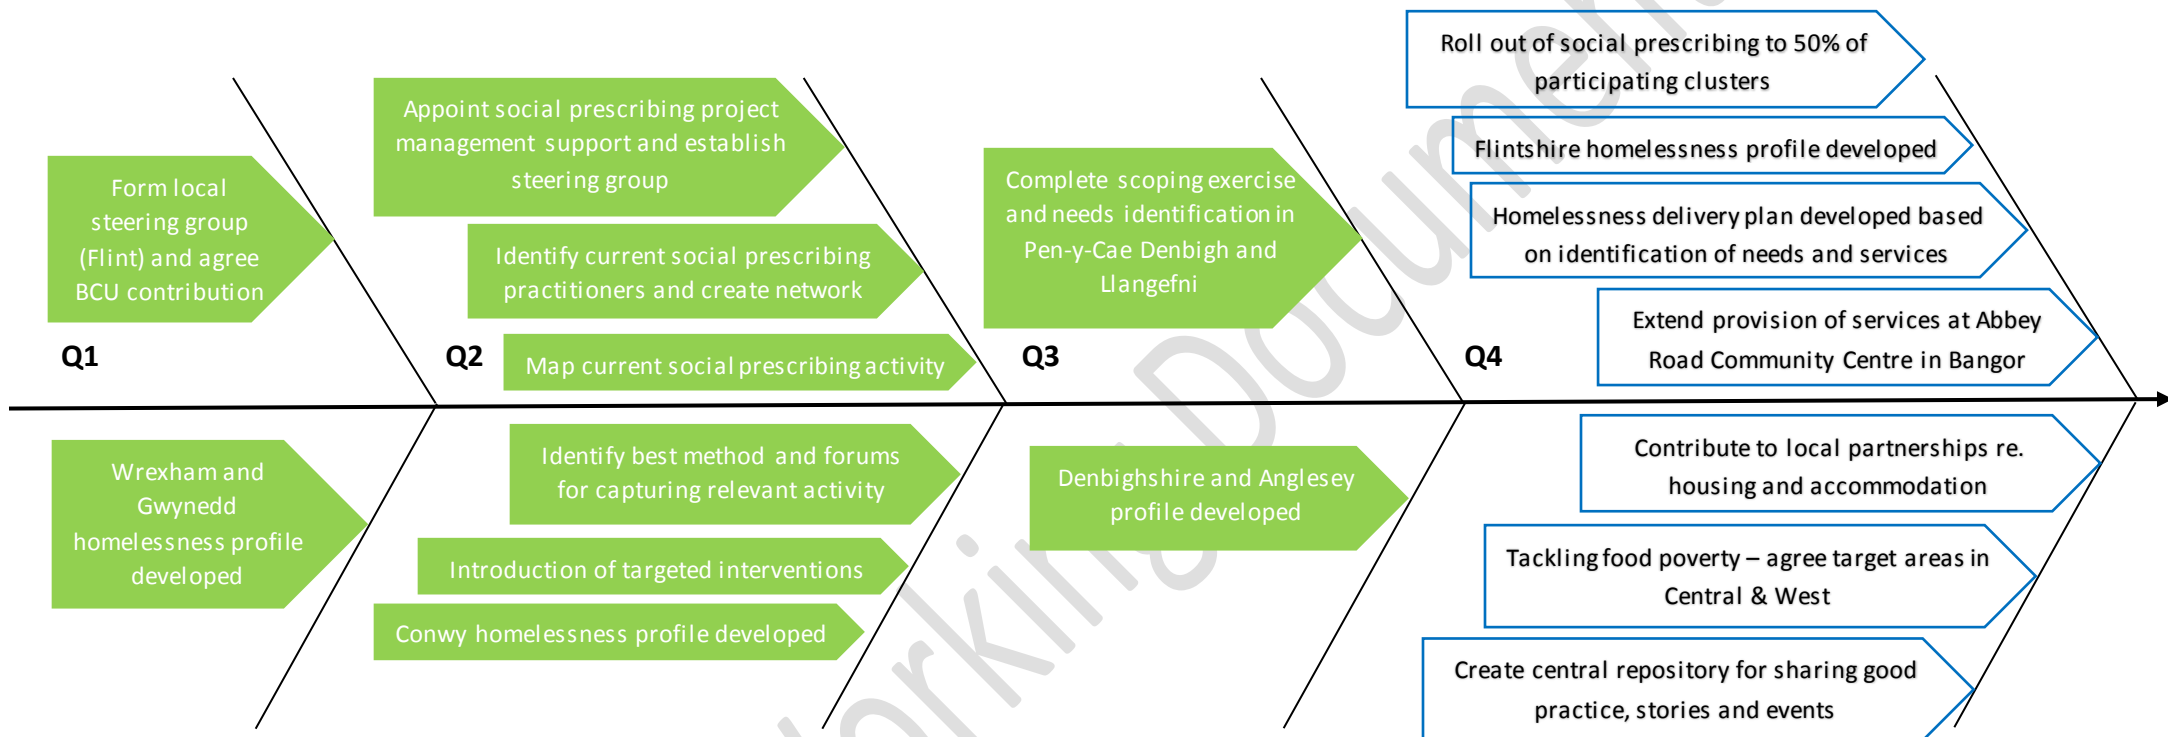 Form local
steering group
(Flint) and agree
BCU contribution
Q1
Wrexham and
Gwynedd
homelessness profile
developed
Appoint social prescribing project
management support and establish
steering group
Identify current social prescribing
practitioners and create network
Map current social prescribing activity
Q2
Identify best method and forums
for capturing relevant activity
Introduction of targeted interventions
Conwy homelessness profile developed
Complete scoping exercise
and needs identification in
Pen-y-Cae Denbigh and
Llangefni
Q3
Denbighshire and Anglesey
profile developed
Roll out of social prescribing to 50% of
participating clusters
Flintshire homelessness profile developed
Homelessness delivery plan developed based
on identification of needs and services
Extend provision of services at Abbey
Road Community Centre in Bangor
Q4
Contribute to local partnerships re.
housing and accommodation
Tackling food poverty – agree target areas in
Central & West
Create central repository for sharing good
practice, stories and events
Working Document